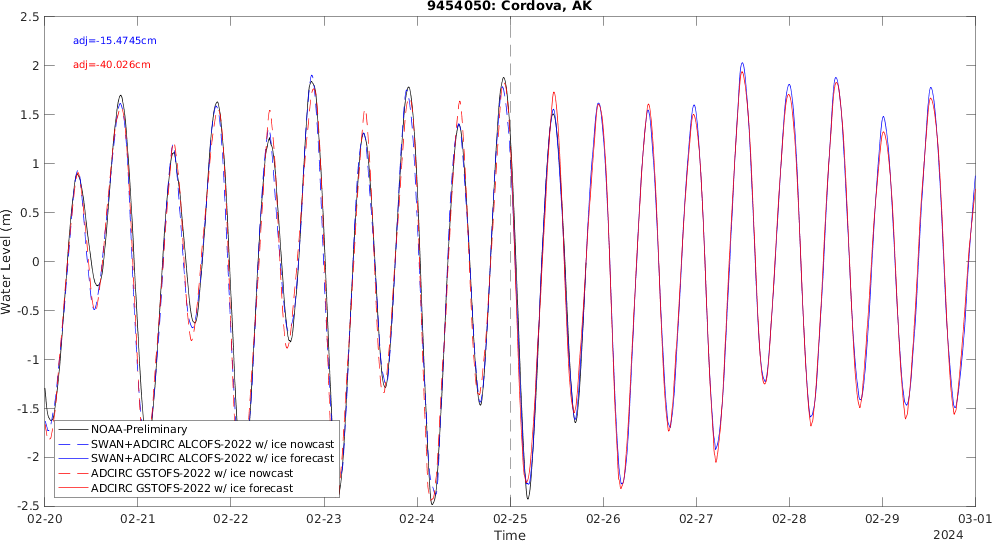 9454050: Cordova, AK
adj=-15.4745cm
adj=-40.026cm
Water Level (m)
2.5
2
1.5
1
0.5
0
-0.5
-1
-1.5
-2
-2.5
NOAA-Preliminary
SWAN+ADCIRC ALCOFS-2022 w/ ice nowcast
SWAN+ADCIRC ALCOFS-2022 w/ ice forecast
ADCIRC GSTOFS-2022 w/ ice nowcast
ADCIRC GSTOFS-2022 w/ ice forecast
02-20 02-21 02-22 02-23 02-24 02-25 02-26 02-27 02-28 02-29 03-01
Time
2024